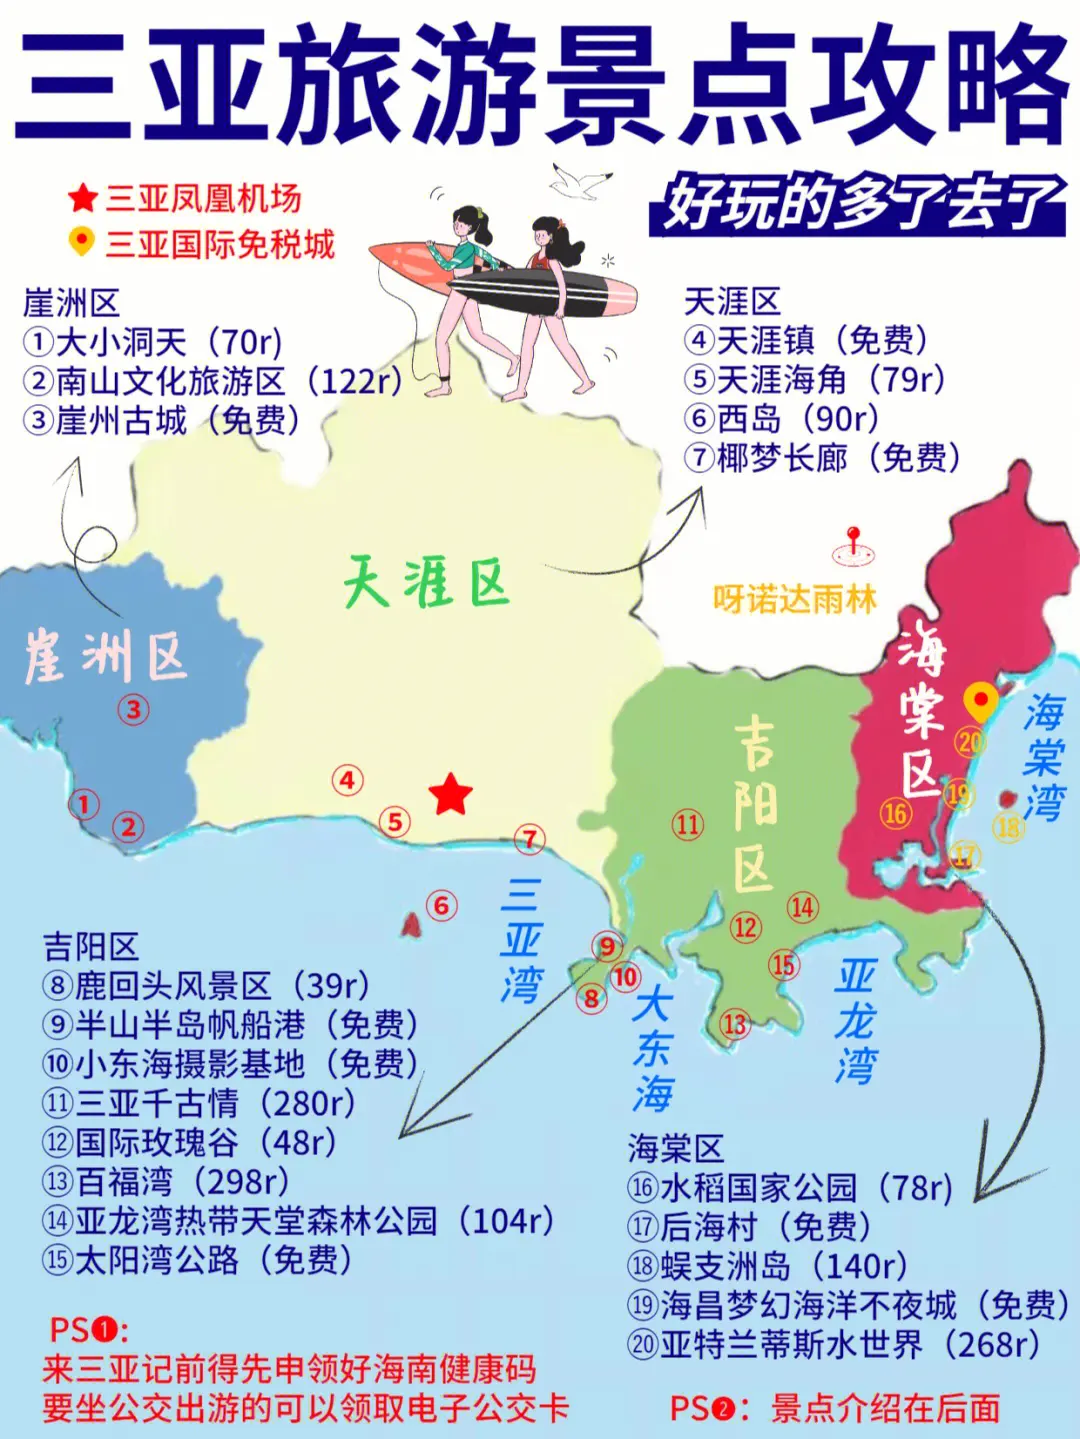 三亚旅游景点攻略
好玩的多了去了
三亚凤凰机场
三亚国际免税城
崖洲区
①大小洞天（70r）
②南山文化旅游区（122r）
③崖州古城（免费）
天涯区
④天涯镇（免费）
⑤天涯海角（79r）
⑥西岛（90r）
⑦椰梦长廊（免费）
天涯区
呀诺达雨林
崖洲区
海棠区
吉阳区
海棠湾
③
④
⑤
⑦
①
②
⑥
⑪
⑯
⑳
⑲
⑱
⑰
⑭
⑫
⑮
⑨
⑩
⑧
⑬
三亚湾
大东海
亚龙湾
吉阳区
⑧鹿回头风景区（39r）
⑨半山半岛帆船港（免费）
⑩小东海摄影基地（免费）
⑪三亚千古情（280r）
⑫国际玫瑰谷（48r）
⑬百福湾（298r）
⑭亚龙湾热带天堂森林公园（104r）
⑮太阳湾公路（免费）
海棠区
⑯水稻国家公园（78r）
⑰后海村（免费）
⑱蜈支洲岛（140r）
⑲海昌梦幻海洋不夜城（免费）
⑳亚特兰蒂斯水世界（268r）
PS❶:
来三亚记前得先申领好海南健康码
要坐公交出游的可以领取电子公交卡
PS❷：景点介绍在后面